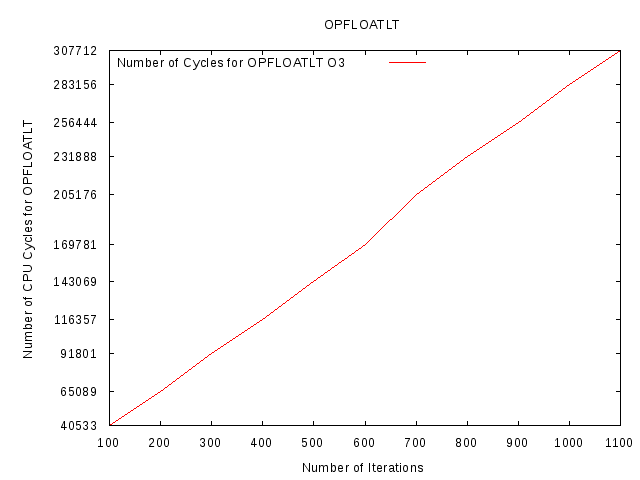 OPFLOATLT
Number of Cycles for OPFLOATLT O3
Number of CPU Cycles for OPFLOATLT
307712
283156
256444
231888
205176
169781
143069
116357
91801
65089
40533
100 200 300 400 500 600 700 800 900 1000 1100
Number of Iterations